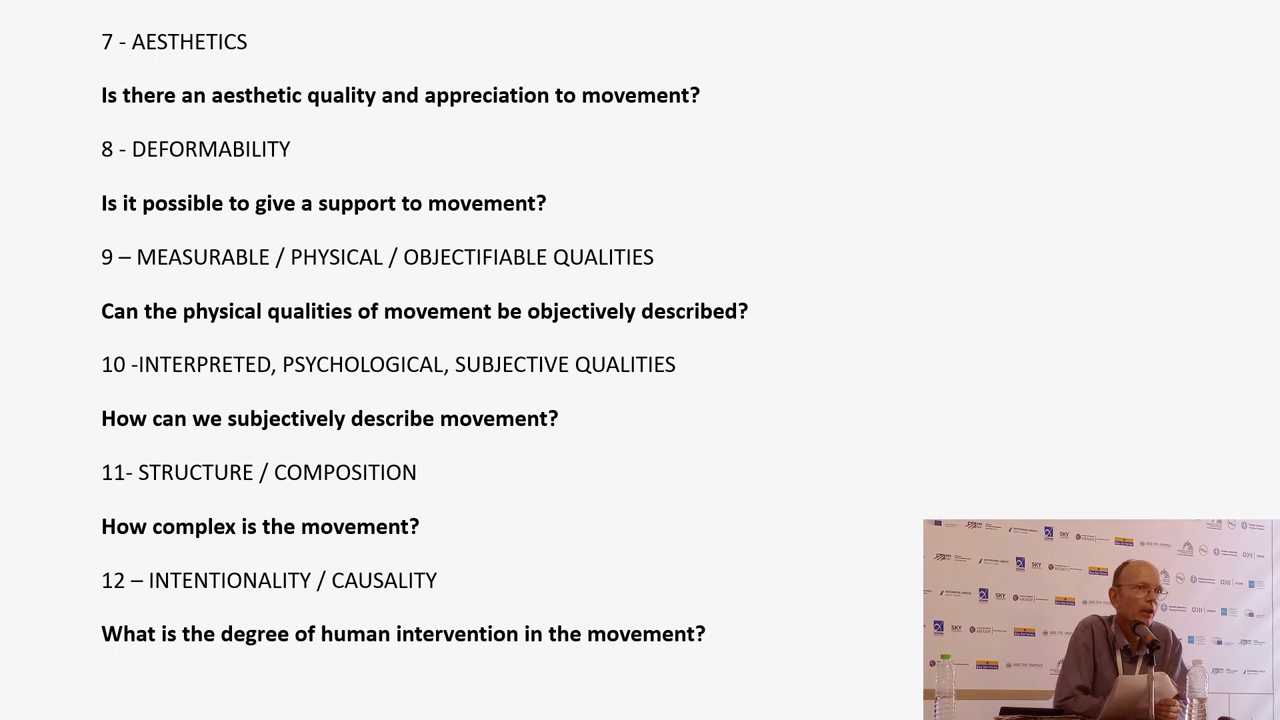 7 - AESTHETICS
Is there an aesthetic quality and appreciation to movement?
8 - DEFORMABILITY
Is it possible to give a support to movement?
9 – MEASURABLE / PHYSICAL / OBJECTIFIABLE QUALITIES
Can the physical qualities of movement be objectively described?
10 -INTERPRETED, PSYCHOLOGICAL, SUBJECTIVE QUALITIES
How can we subjectively describe movement?
11- STRUCTURE / COMPOSITION
How complex is the movement?
12 – INTENTIONALITY / CAUSALITY
What is the degree of human intervention in the movement?
SKY
SKY
SKY